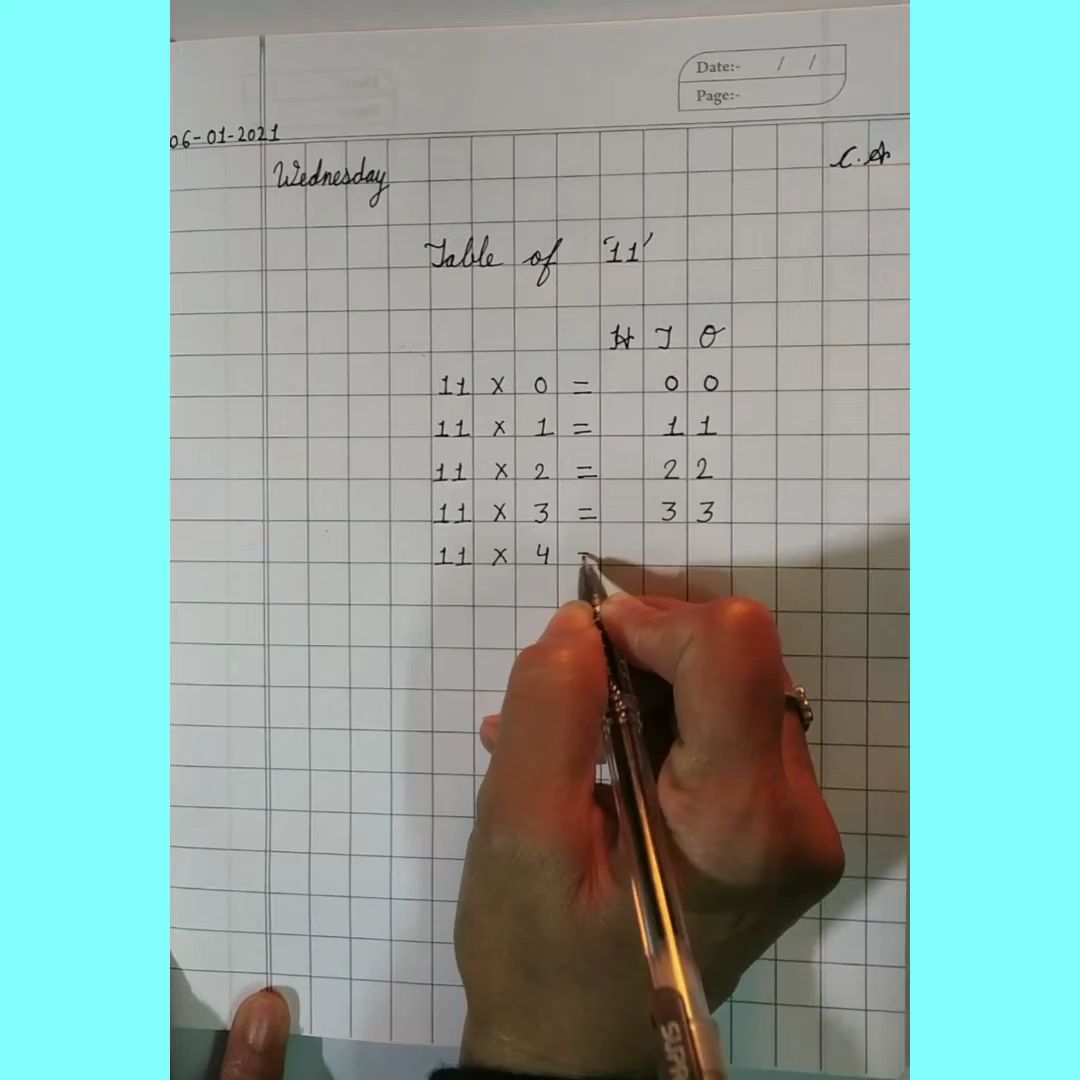 Date:- / /
Page:-
06-01-2021
C.A.
Wednesday
Table of '11'
H T O
11 × 0 = 0 0
11 × 1 = 1 1
11 × 2 = 2 2
11 × 3 = 3 3
11 × 4 -